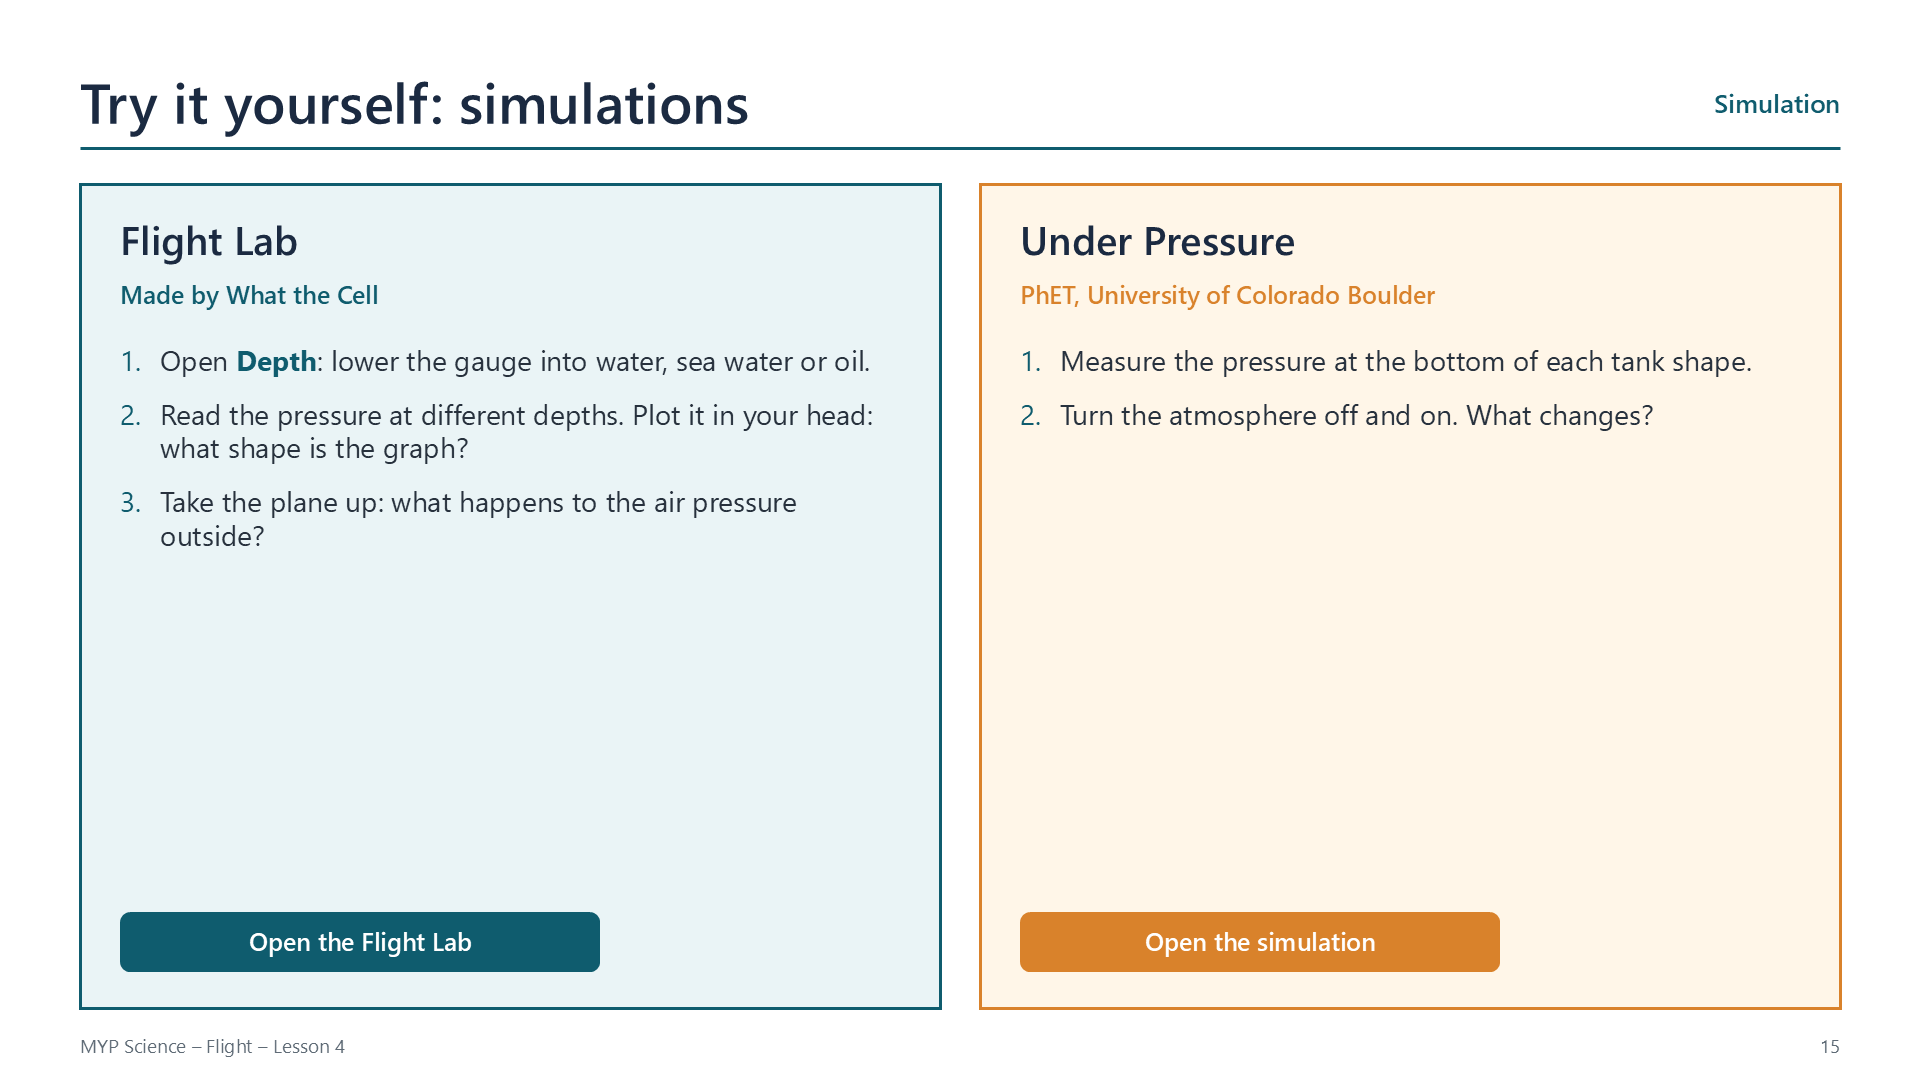 Try it yourself: simulations
Simulation
Flight Lab
Made by What the Cell
1. Open Depth: lower the gauge into water, sea water or oil.
2. Read the pressure at different depths. Plot it in your head:
what shape is the graph?
3. Take the plane up: what happens to the air pressure
outside?
Open the Flight Lab
Under Pressure
PhET, University of Colorado Boulder
1. Measure the pressure at the bottom of each tank shape.
2. Turn the atmosphere off and on. What changes?
Open the simulation
MYP Science – Flight – Lesson 4
15